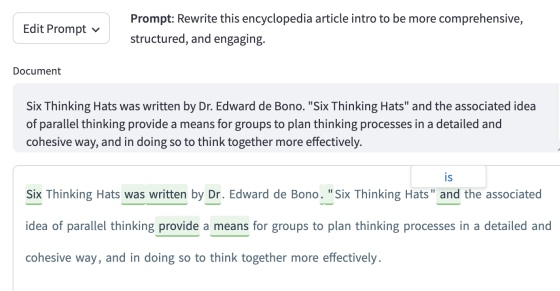 Edit Prompt
Prompt: Rewrite this encyclopedia article intro to be more comprehensive,
structured, and engaging.
Document
Six Thinking Hats was written by Dr. Edward de Bono. "Six Thinking Hats" and the associated idea
of parallel thinking provide a means for groups to plan thinking processes in a detailed and
cohesive way, and in doing so to think together more effectively.
is
Six Thinking Hats was written by Dr. Edward de Bono. "Six Thinking Hats" and the associated
idea of parallel thinking provide a means for groups to plan thinking processes in a detailed and
cohesive way, and in doing so to think together more effectively.